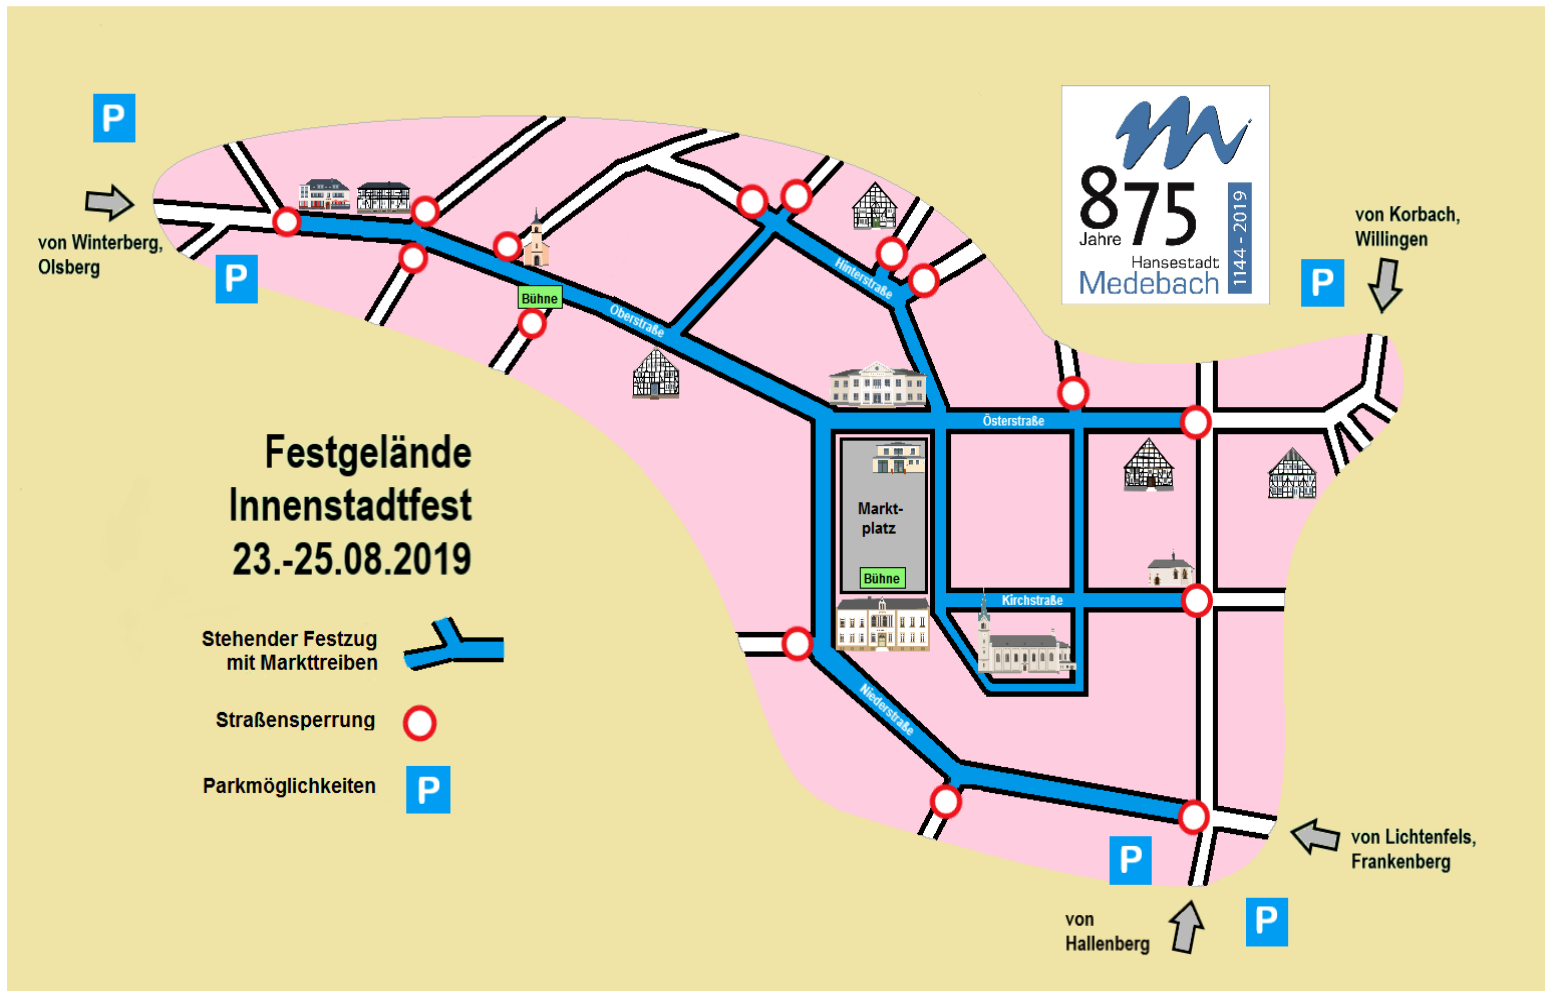 P
von Winterberg,
Olsberg
P
Bühne
Oberstraße
Hinterstraße
875
Jahre
Hansestadt
Medebach
1144 - 2019
von Korbach,
Willingen
P
Österstraße
Markt-
platz
Bühne
Kirchstraße
Niederstraße
Festgelände
Innenstadtfest
23.-25.08.2019
Stehender Festzug
mit Markttreiben
Straßensperrung
Parkmöglichkeiten
P
P
von Lichtenfels,
Frankenberg
von
Hallenberg
P